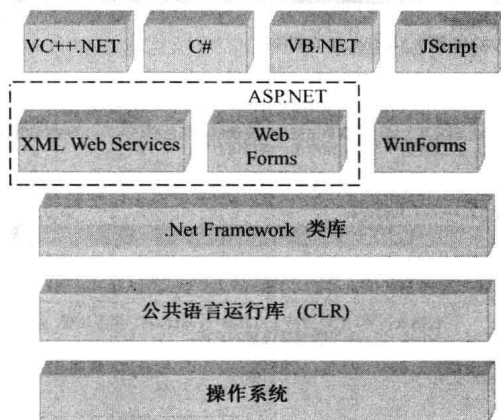 VC++.NET C# VB.NET JScript
ASP.NET
XML Web Services Web Forms WinForms
.Net Framework 类库
公共语言运行库 (CLR)
操作系统